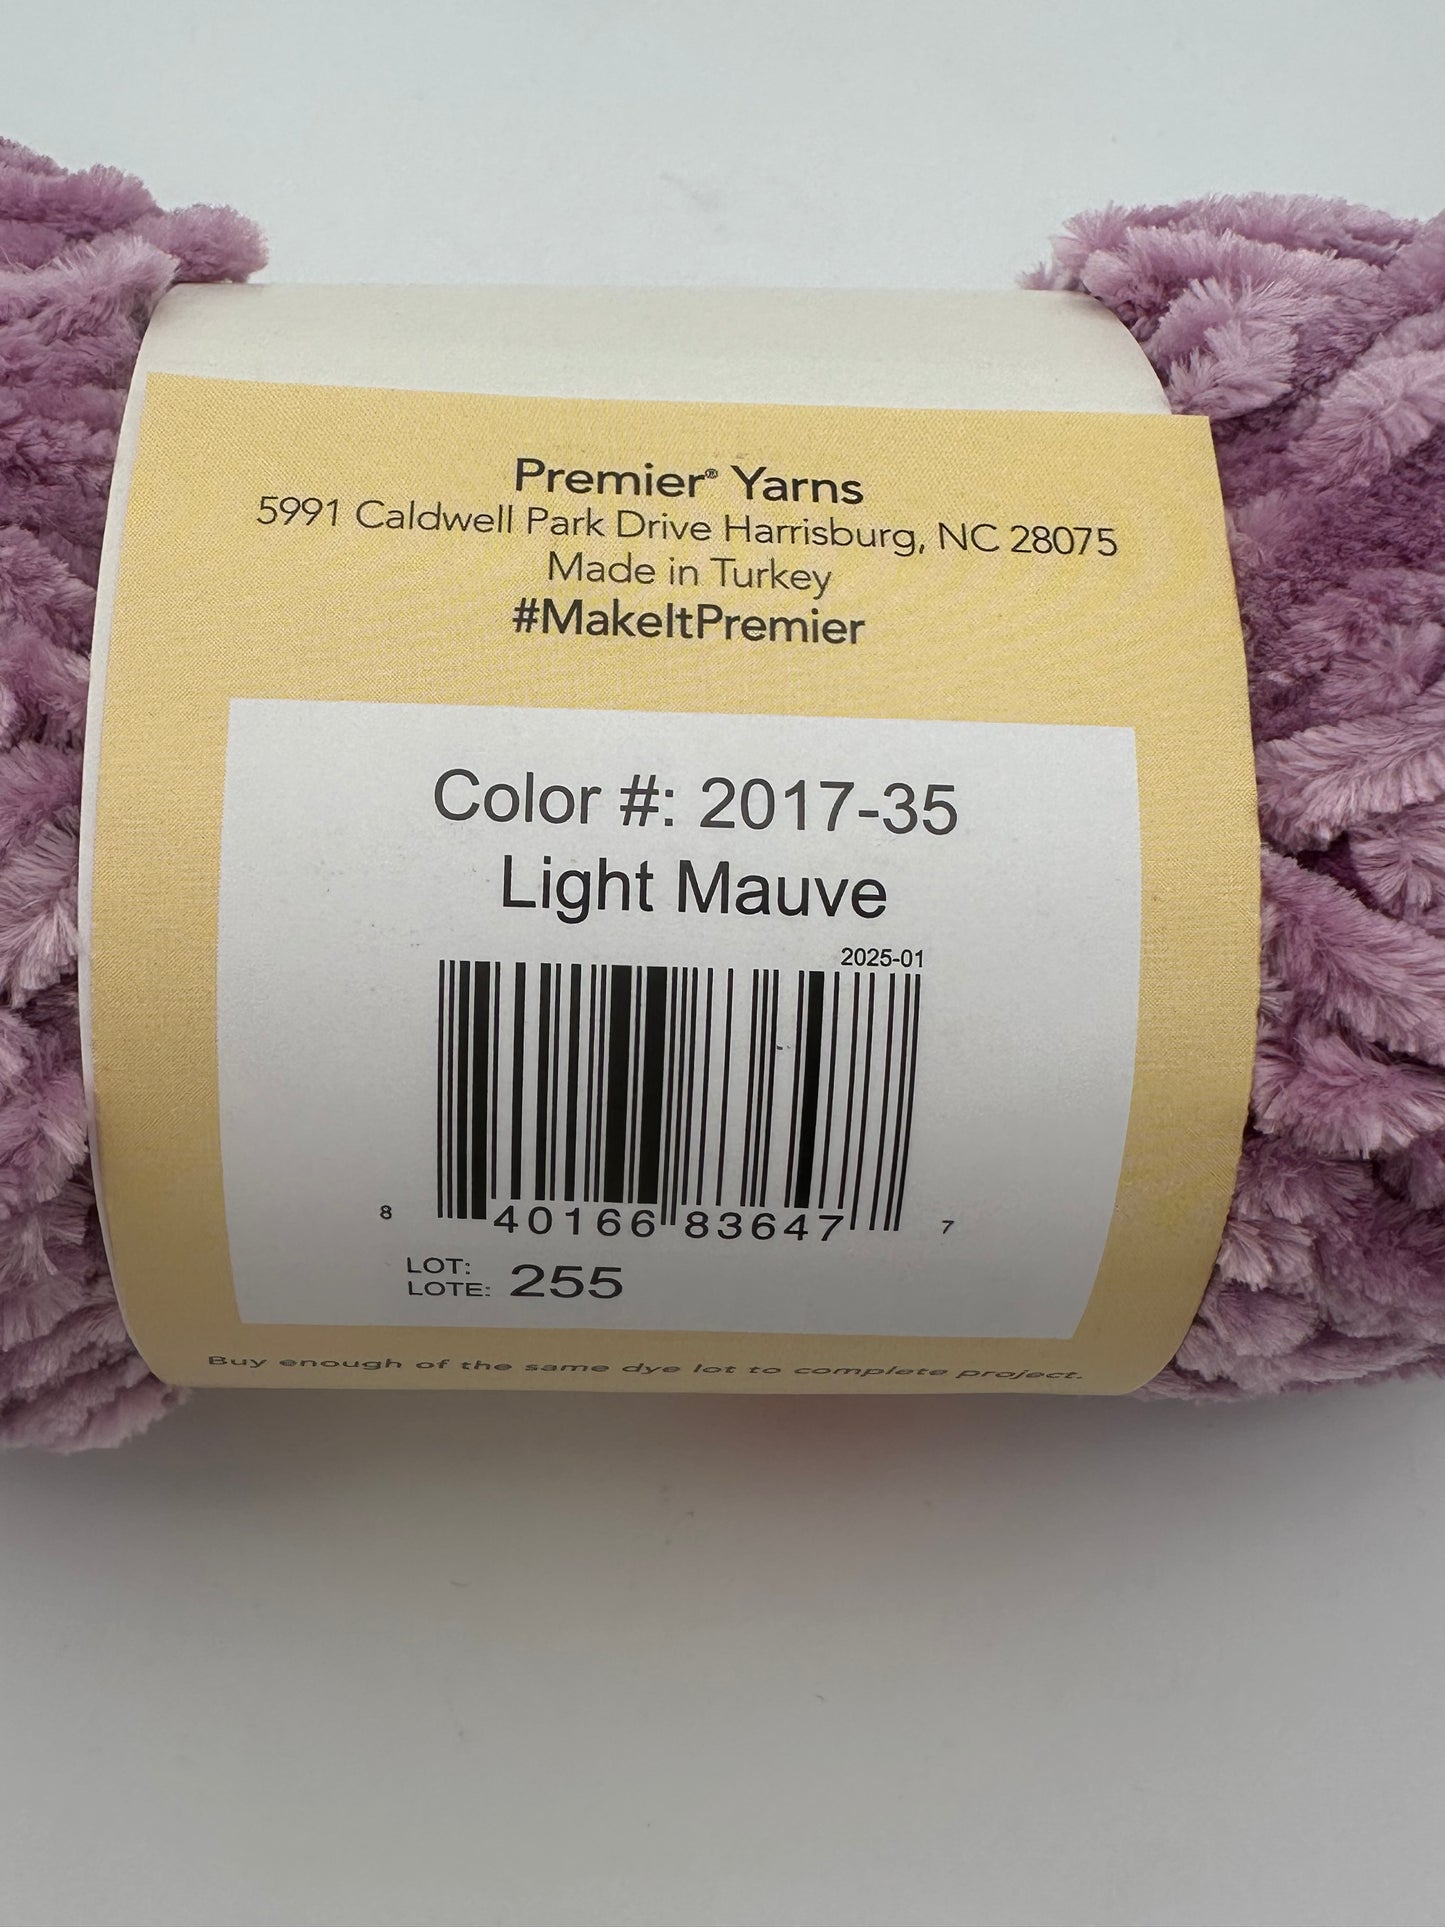 Premier® Yarns
5991 Caldwell Park Drive Harrisburg, NC 28075
Made in Turkey
#MakeItPremier
Color #: 2017-35
Light Mauve
2025-01
8 40166 83647 7
LOT:
LOTE: 255
Buy enough of the same dye lot to complete project.